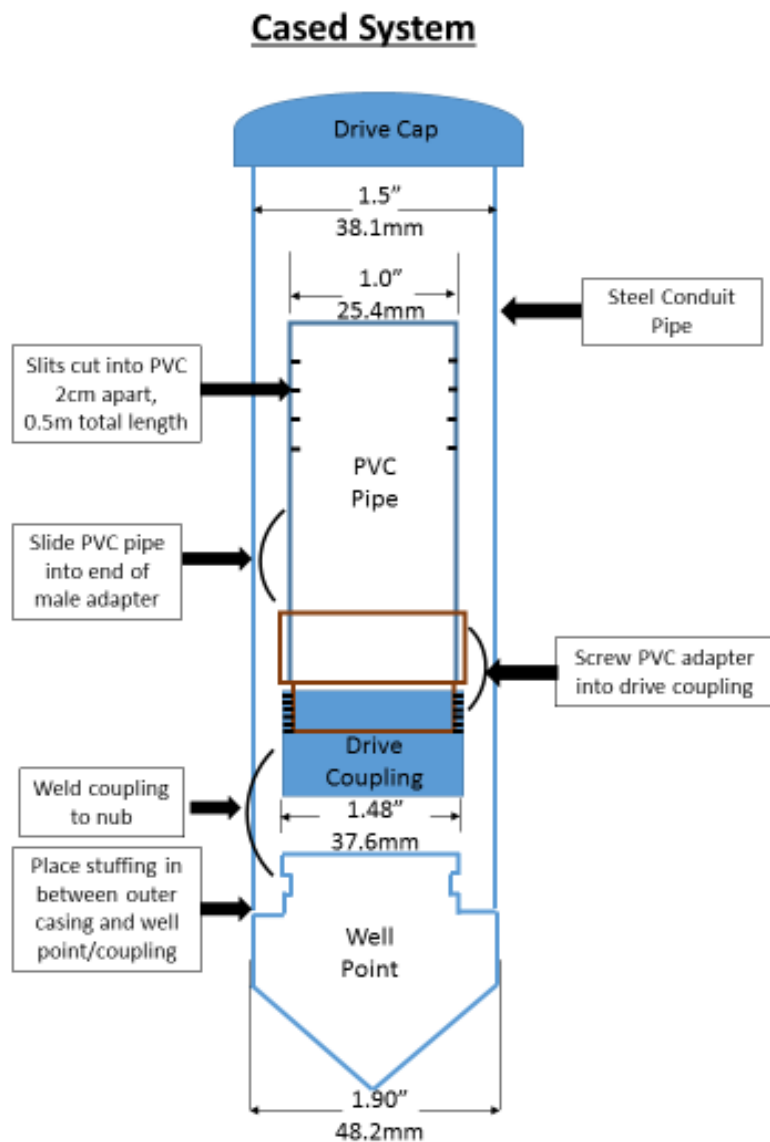 Cased System
Drive Cap
1.5”
38.1mm
1.0”
25.4mm
Steel Conduit
Pipe
Slits cut into PVC
2cm apart,
0.5m total length
PVC
Pipe
Slide PVC pipe
into end of
male adapter
Screw PVC adapter
into drive coupling
Drive
Coupling
Weld coupling
to nub
1.48”
37.6mm
Place stuffing in
between outer
casing and well
point/coupling
Well
Point
1.90”
48.2mm